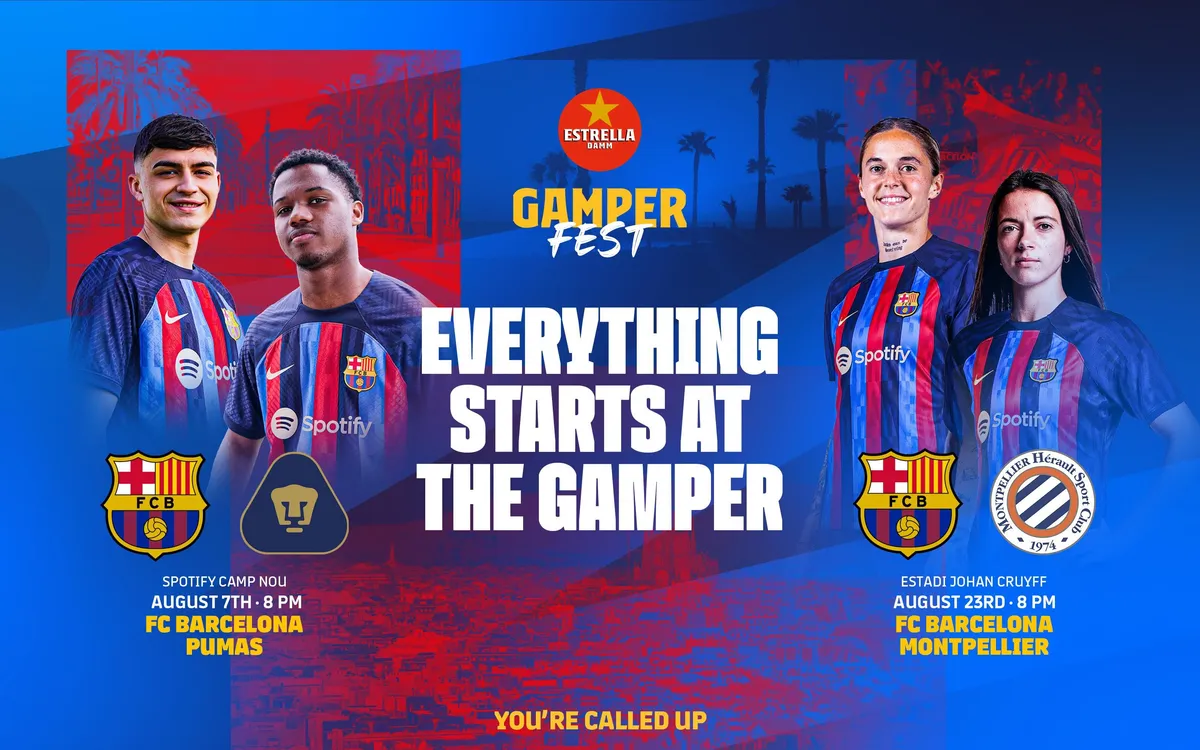 ESTRELLA
DAMM
GAMPER
FEST
EVERYTHING
STARTS AT
THE GAMPER
Spotify
Spotify
Spotify
Spotify
FCB
SPOTIFY CAMP NOU
AUGUST 7TH · 8 PM
FC BARCELONA
PUMAS
FCB
MONTPELLIER Hérault Sport Club
1974
ESTADI JOHAN CRUYFF
AUGUST 23RD · 8 PM
FC BARCELONA
MONTPELLIER
YOU'RE CALLED UP